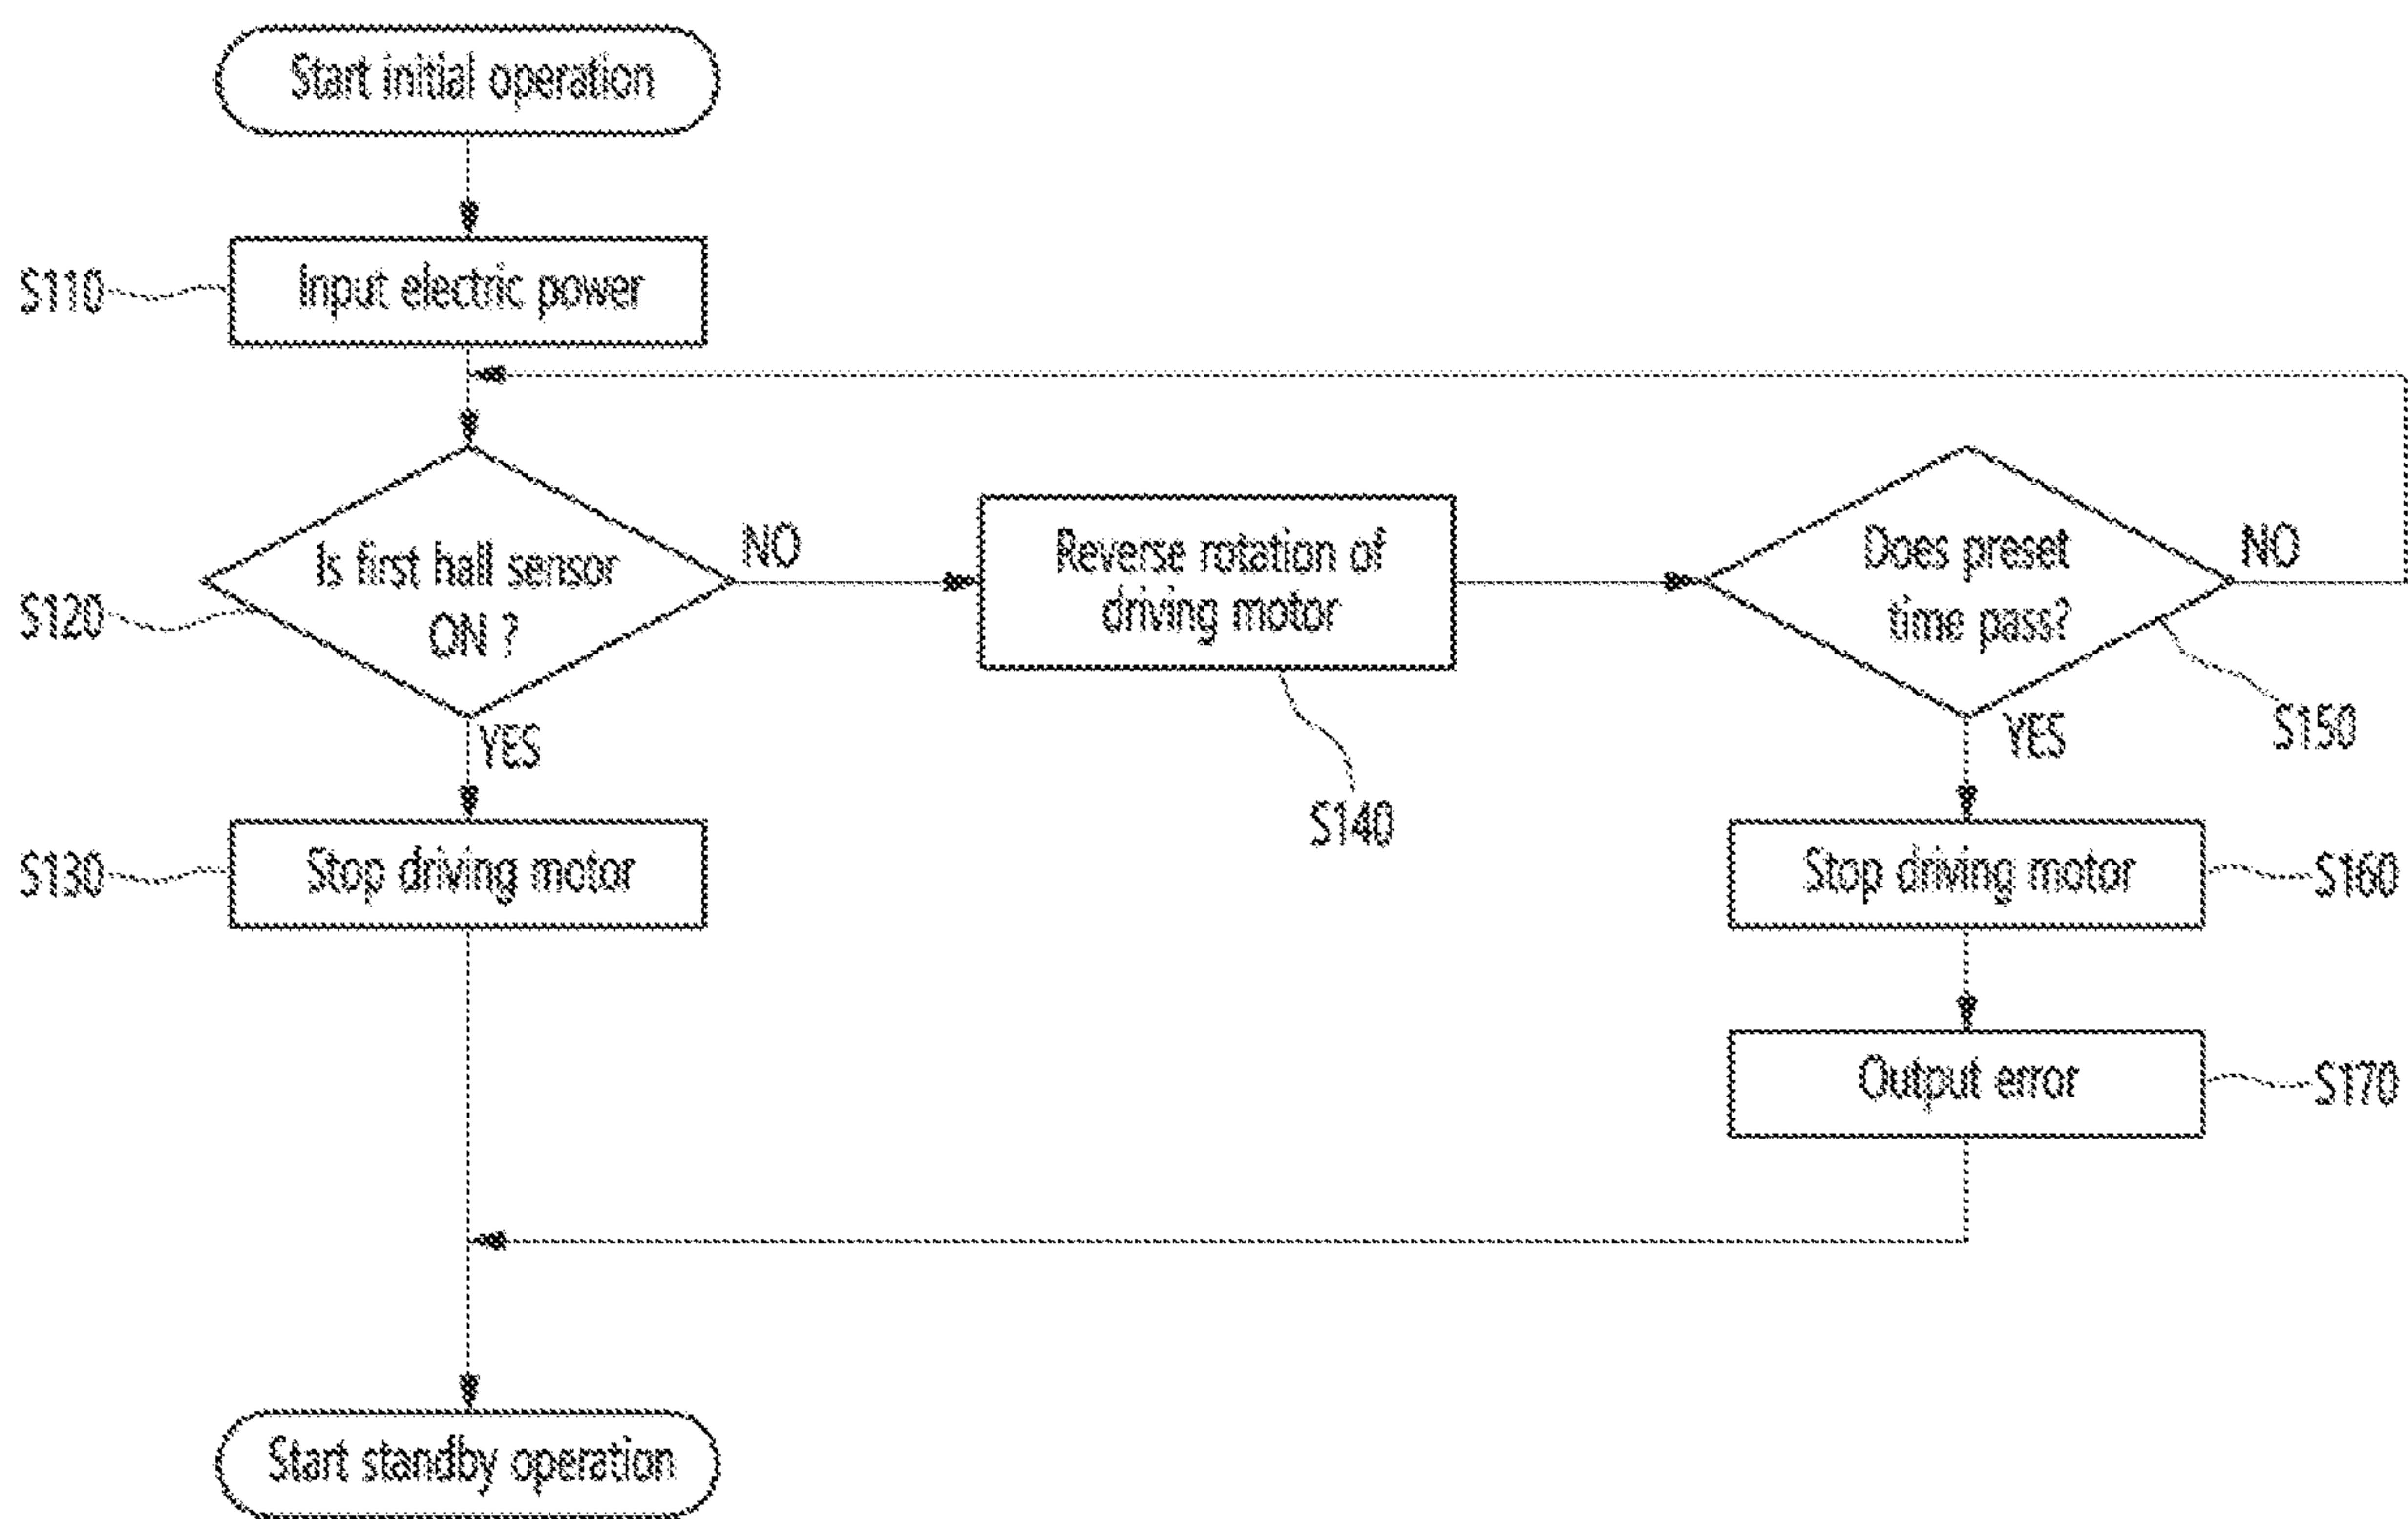 Start initial operation
S110
Input electric power
S120
Is first hall sensor
ON ?
NO
YES
Reverse rotation of
driving motor
S140
Does preset
time pass?
NO
YES
S150
S130
Stop driving motor
Stop driving motor
S160
Output error
S170
Start standby operation